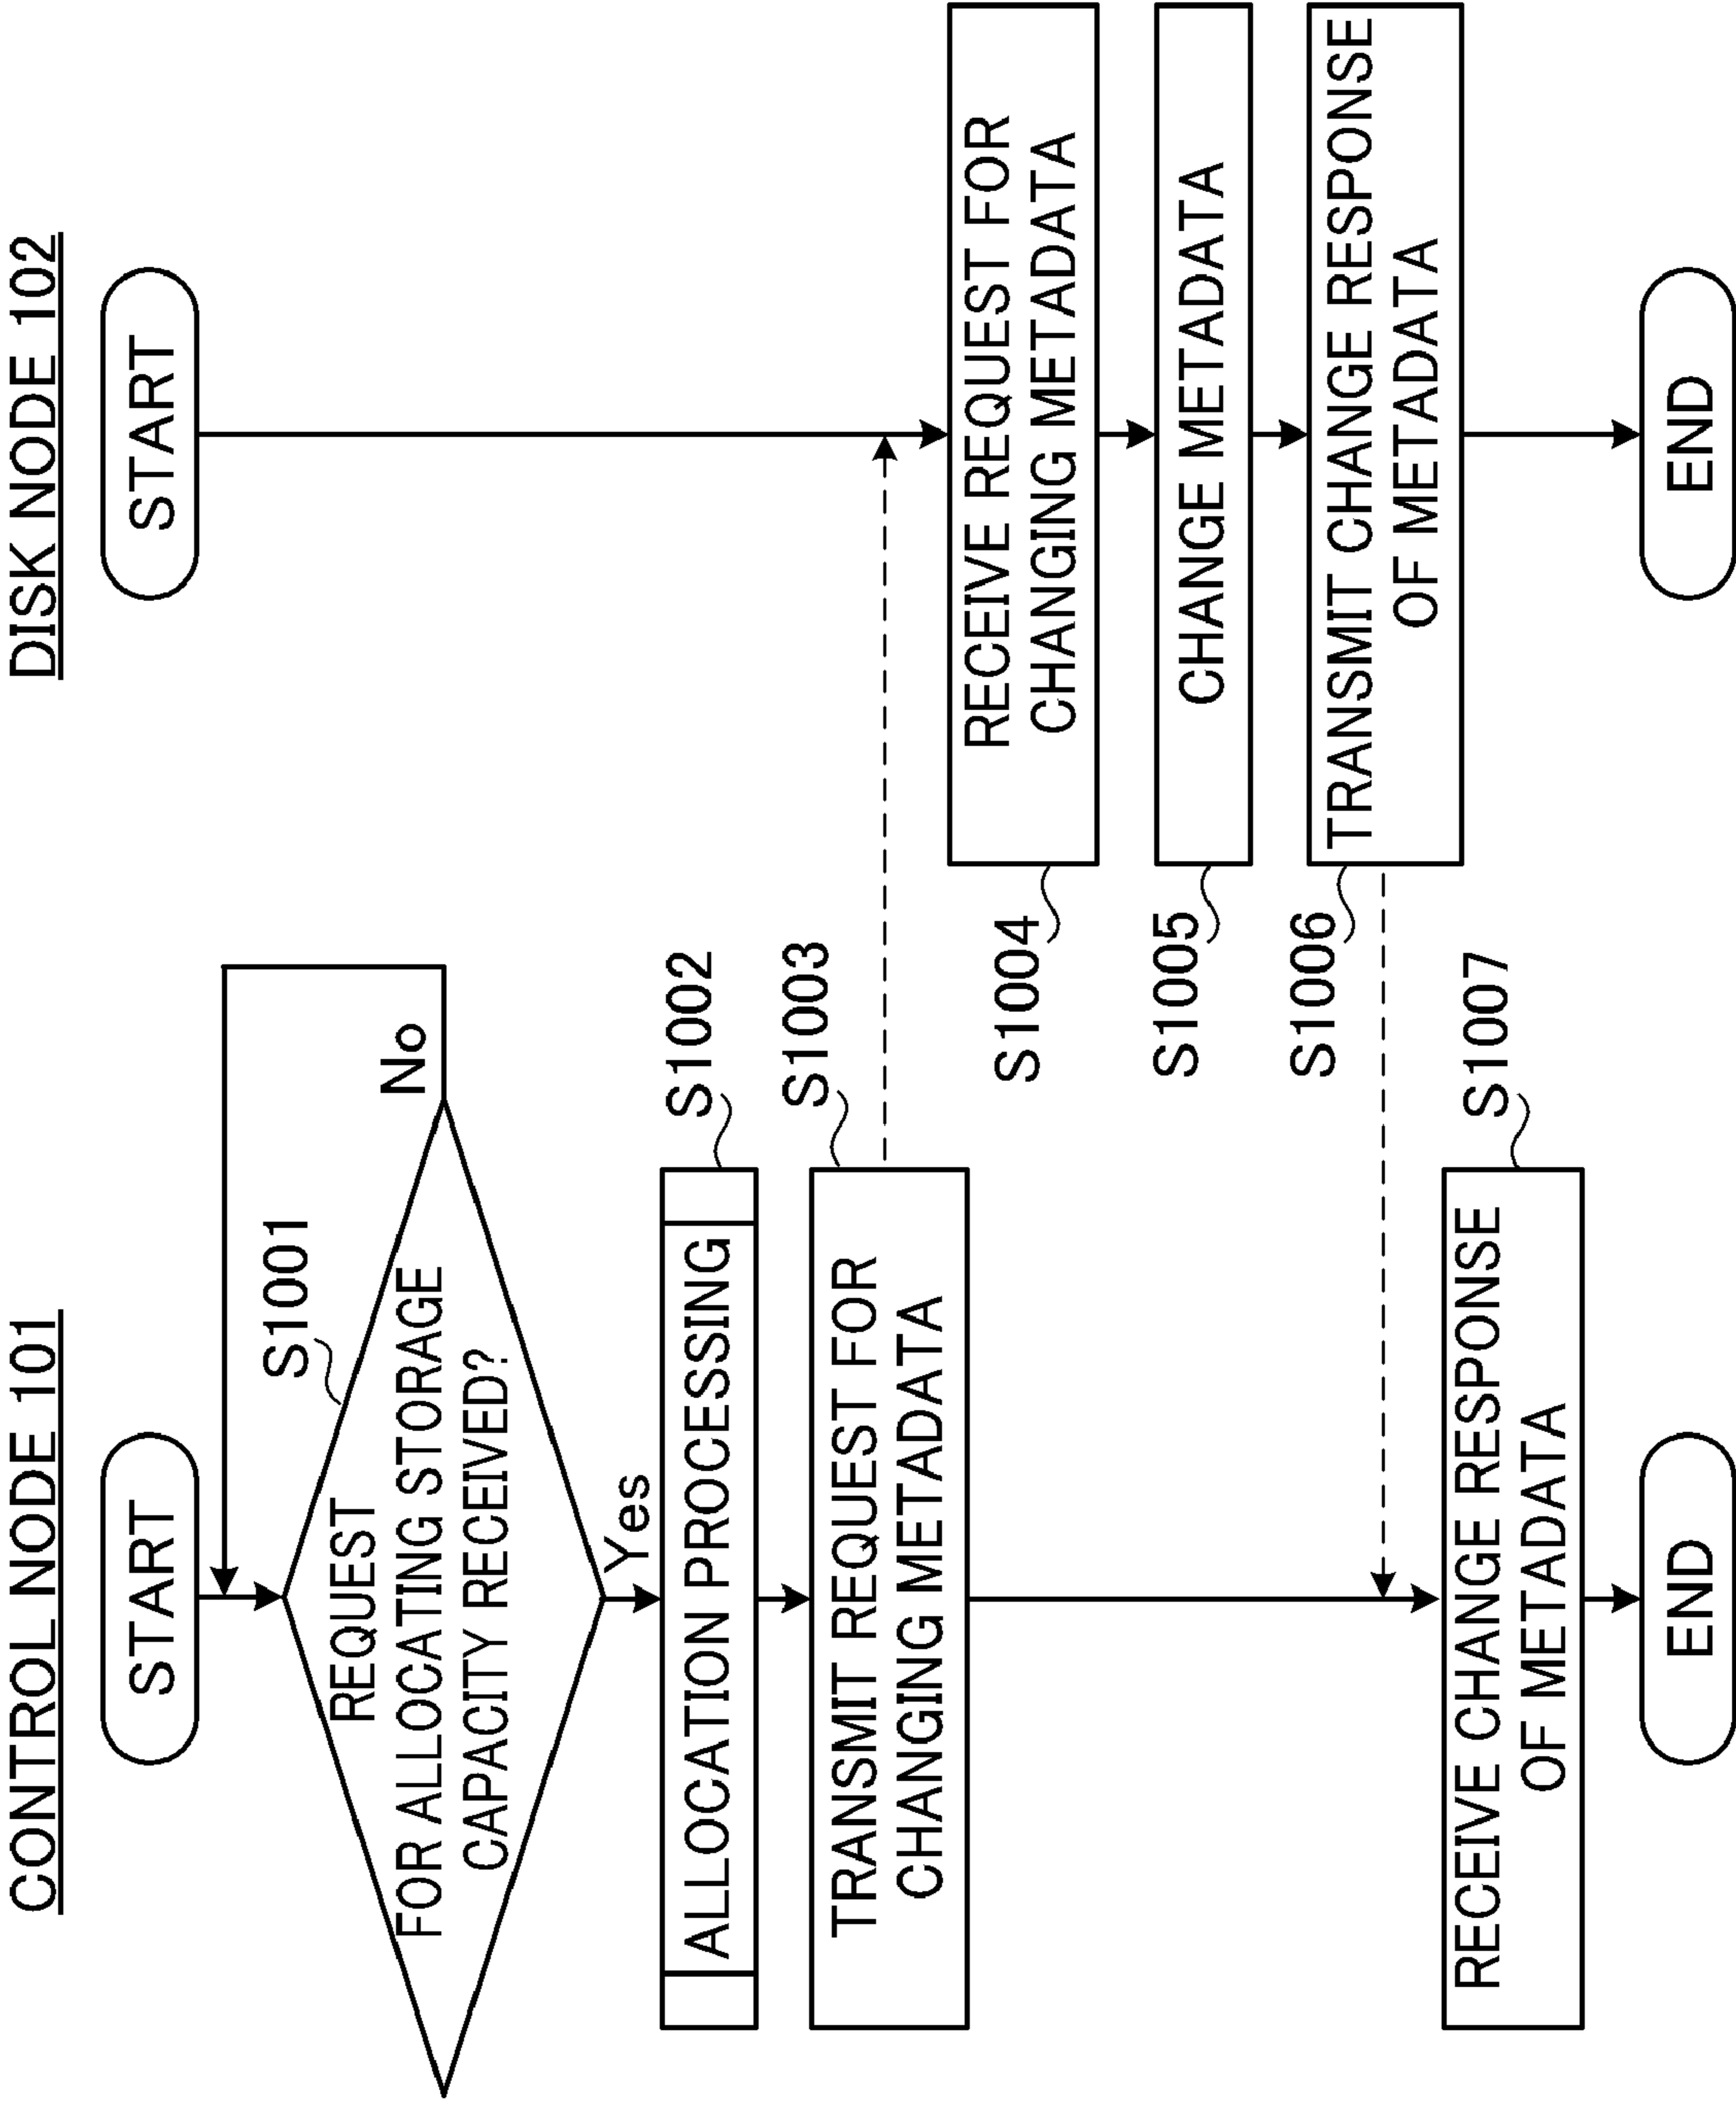 CONTROL NODE 101
START
S1001
REQUEST
FOR ALLOCATING STORAGE
CAPACITY RECEIVED?
No
Yes
S1002
ALLOCATION PROCESSING
S1003
TRANSMIT REQUEST FOR
CHANGING METADATA
S1007
RECEIVE CHANGE RESPONSE
OF METADATA
END
DISK NODE 102
START
S1004
RECEIVE REQUEST FOR
CHANGING METADATA
S1005
CHANGE METADATA
S1006
TRANSMIT CHANGE RESPONSE
OF METADATA
END